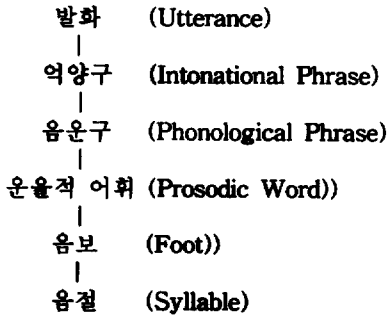 발화 (Utterance)
억양구 (Intonational Phrase)
음운구 (Phonological Phrase)
운율적 어휘 (Prosodic Word))
음보 (Foot))
음절 (Syllable)